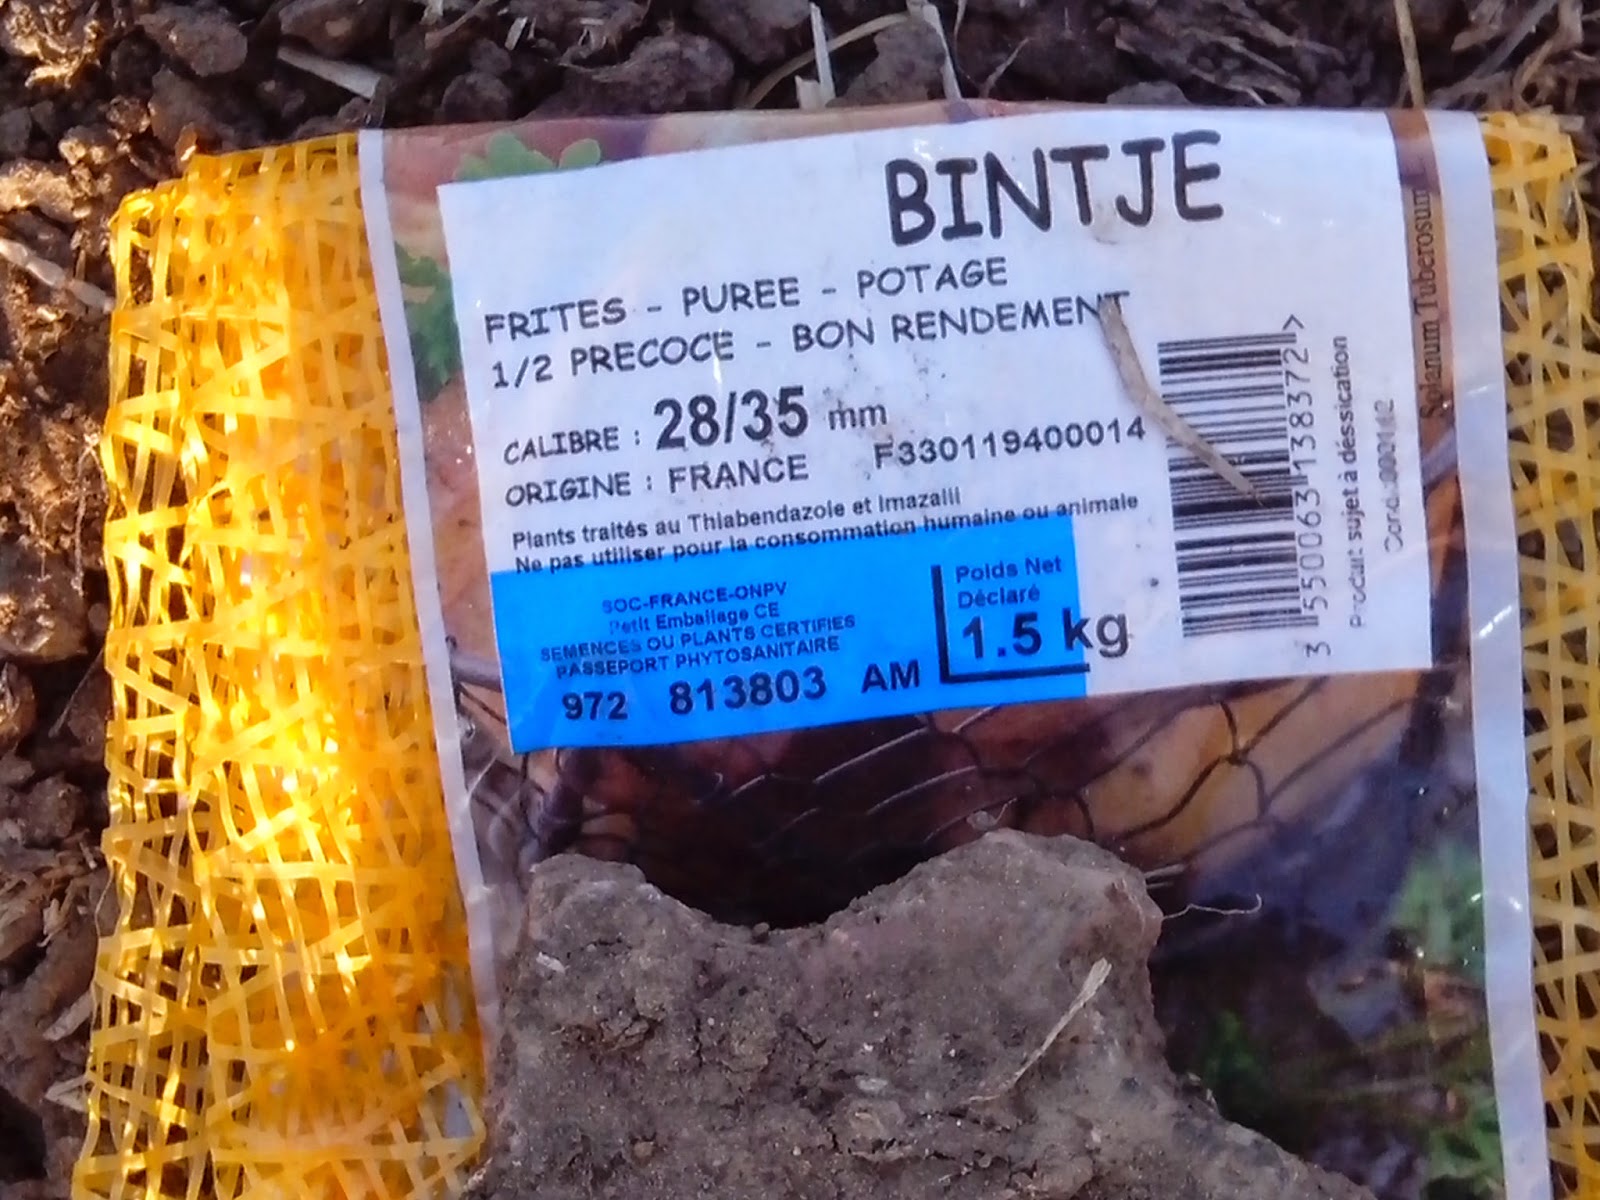 BINTJE
FRITES - PUREE - POTAGE
1/2 PRECOCE - BON RENDEMENT
CALIBRE : 28/35 mm
ORIGINE : FRANCE F330119400014
Plants traités au Thiabendazole et Imazalil
Ne pas utiliser pour la consommation humaine ou animale
SOC-FRANCE-ONPV
Petit Emballage CE
SEMENCES OU PLANTS CERTIFIES
PASSEPORT PHYTOSANITAIRE
972 813803 AM
Poids Net
Déclaré
1.5 kg
3 550063 138372 >
Produit sujet à déssication
Solanum Tuberosum